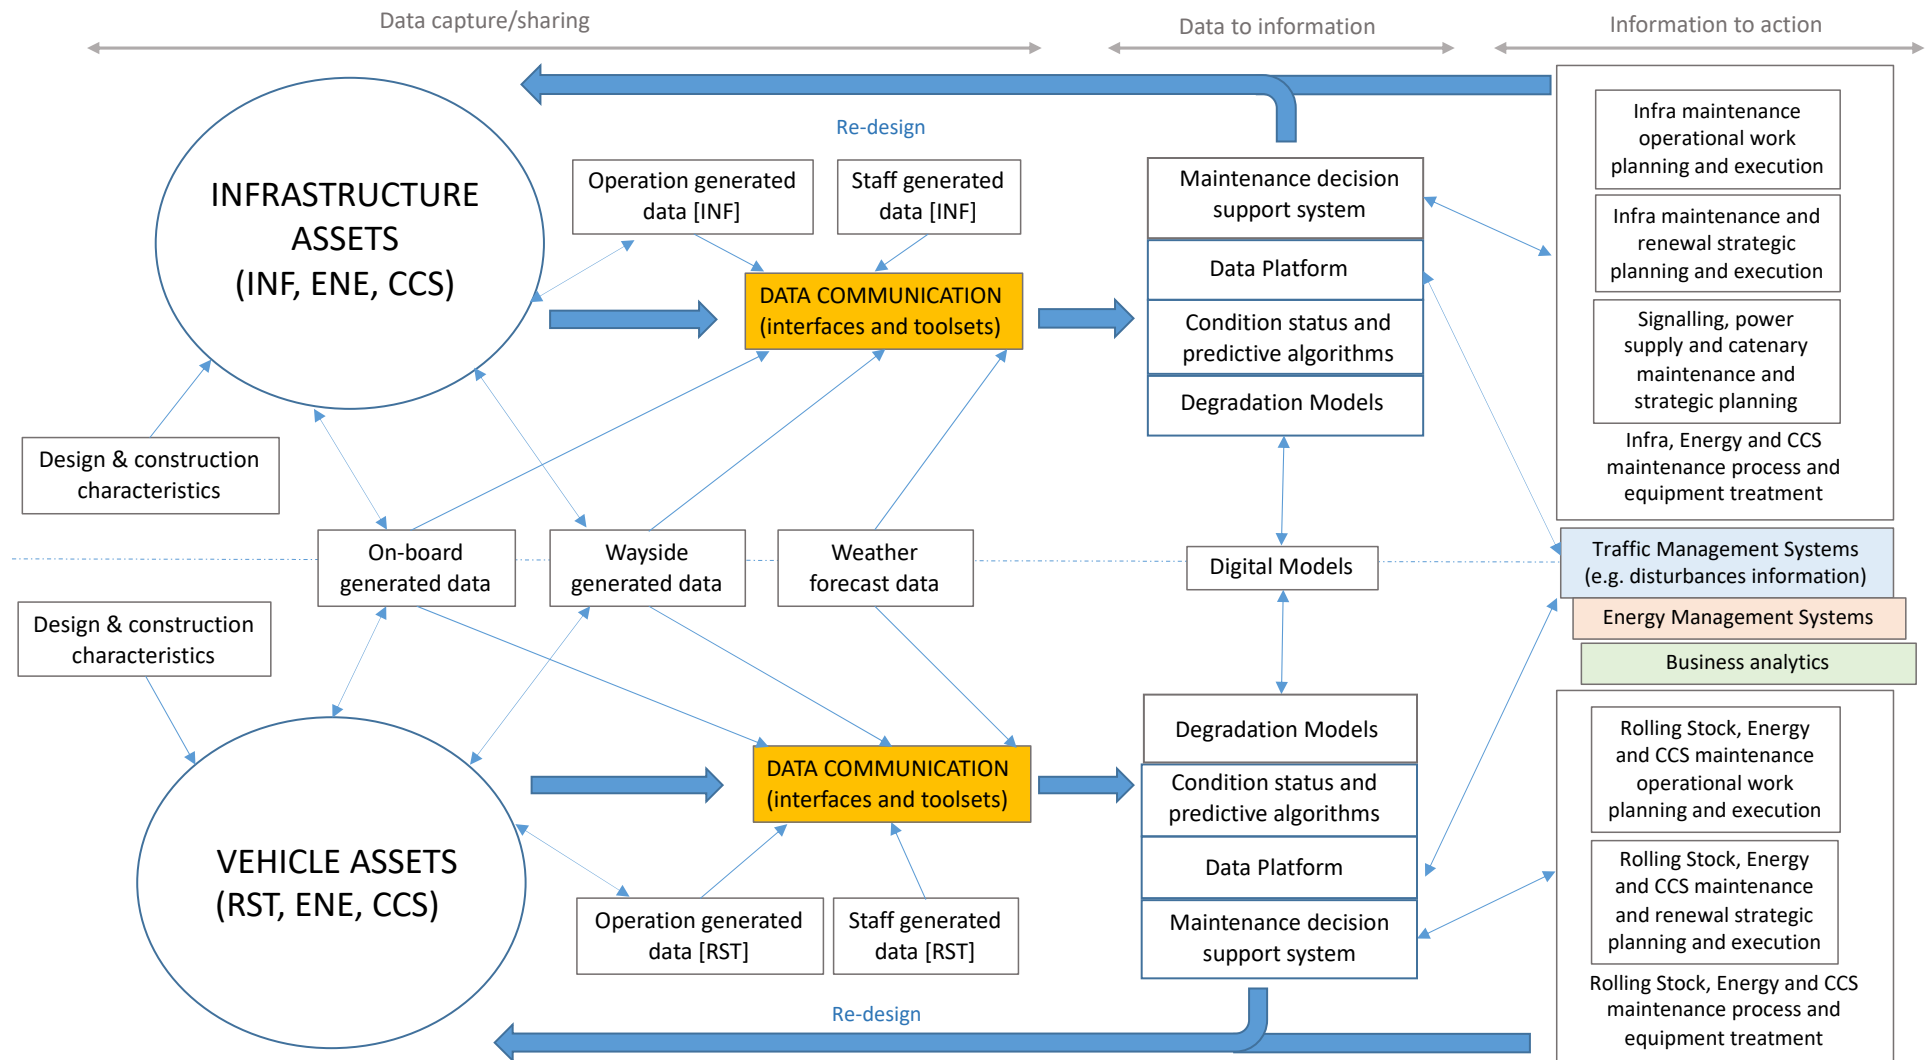 Data capture/sharing
Data to information
Information to action
Re-design
INFRASTRUCTURE
ASSETS
(INF, ENE, CCS)
Operation generated
data [INF]
Staff generated
data [INF]
DATA COMMUNICATION
(interfaces and toolsets)
Design & construction
characteristics
Maintenance decision
support system
Data Platform
Condition status and
predictive algorithms
Degradation Models
Infra maintenance
operational work
planning and execution
Infra maintenance and
renewal strategic
planning and execution
Signalling, power
supply and catenary
maintenance and
strategic planning
Infra, Energy and CCS
maintenance process and
equipment treatment
On-board
generated data
Wayside
generated data
Weather
forecast data
Digital Models
Traffic Management Systems
(e.g. disturbances information)
Energy Management Systems
Business analytics
Design & construction
characteristics
VEHICLE ASSETS
(RST, ENE, CCS)
DATA COMMUNICATION
(interfaces and toolsets)
Operation generated
data [RST]
Staff generated
data [RST]
Degradation Models
Condition status and
predictive algorithms
Data Platform
Maintenance decision
support system
Rolling Stock, Energy
and CCS maintenance
operational work
planning and execution
Rolling Stock, Energy
and CCS maintenance
and renewal strategic
planning and execution
Rolling Stock, Energy and CCS
maintenance process and
equipment treatment
Re-design